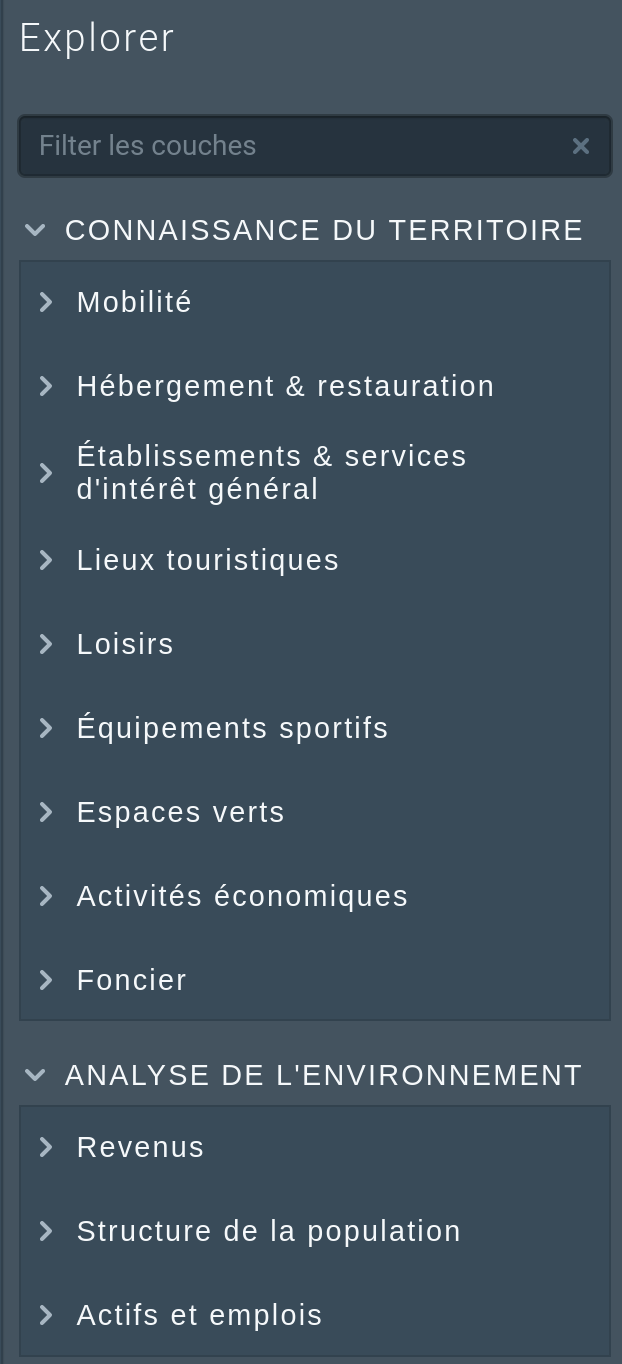 Explorer
Filter les couches
CONNAISSANCE DU TERRITOIRE
Mobilité
Hébergement & restauration
Établissements & services
d'intérêt général
Lieux touristiques
Loisirs
Équipements sportifs
Espaces verts
Activités économiques
Foncier
ANALYSE DE L'ENVIRONNEMENT
Revenus
Structure de la population
Actifs et emplois